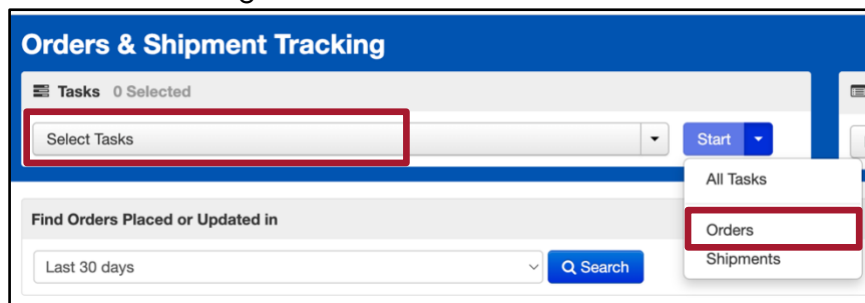 Orders & Shipment Tracking
Tasks 0 Selected
Select Tasks
Start
All Tasks
Orders
Shipments
Find Orders Placed or Updated in
Last 30 days
Search